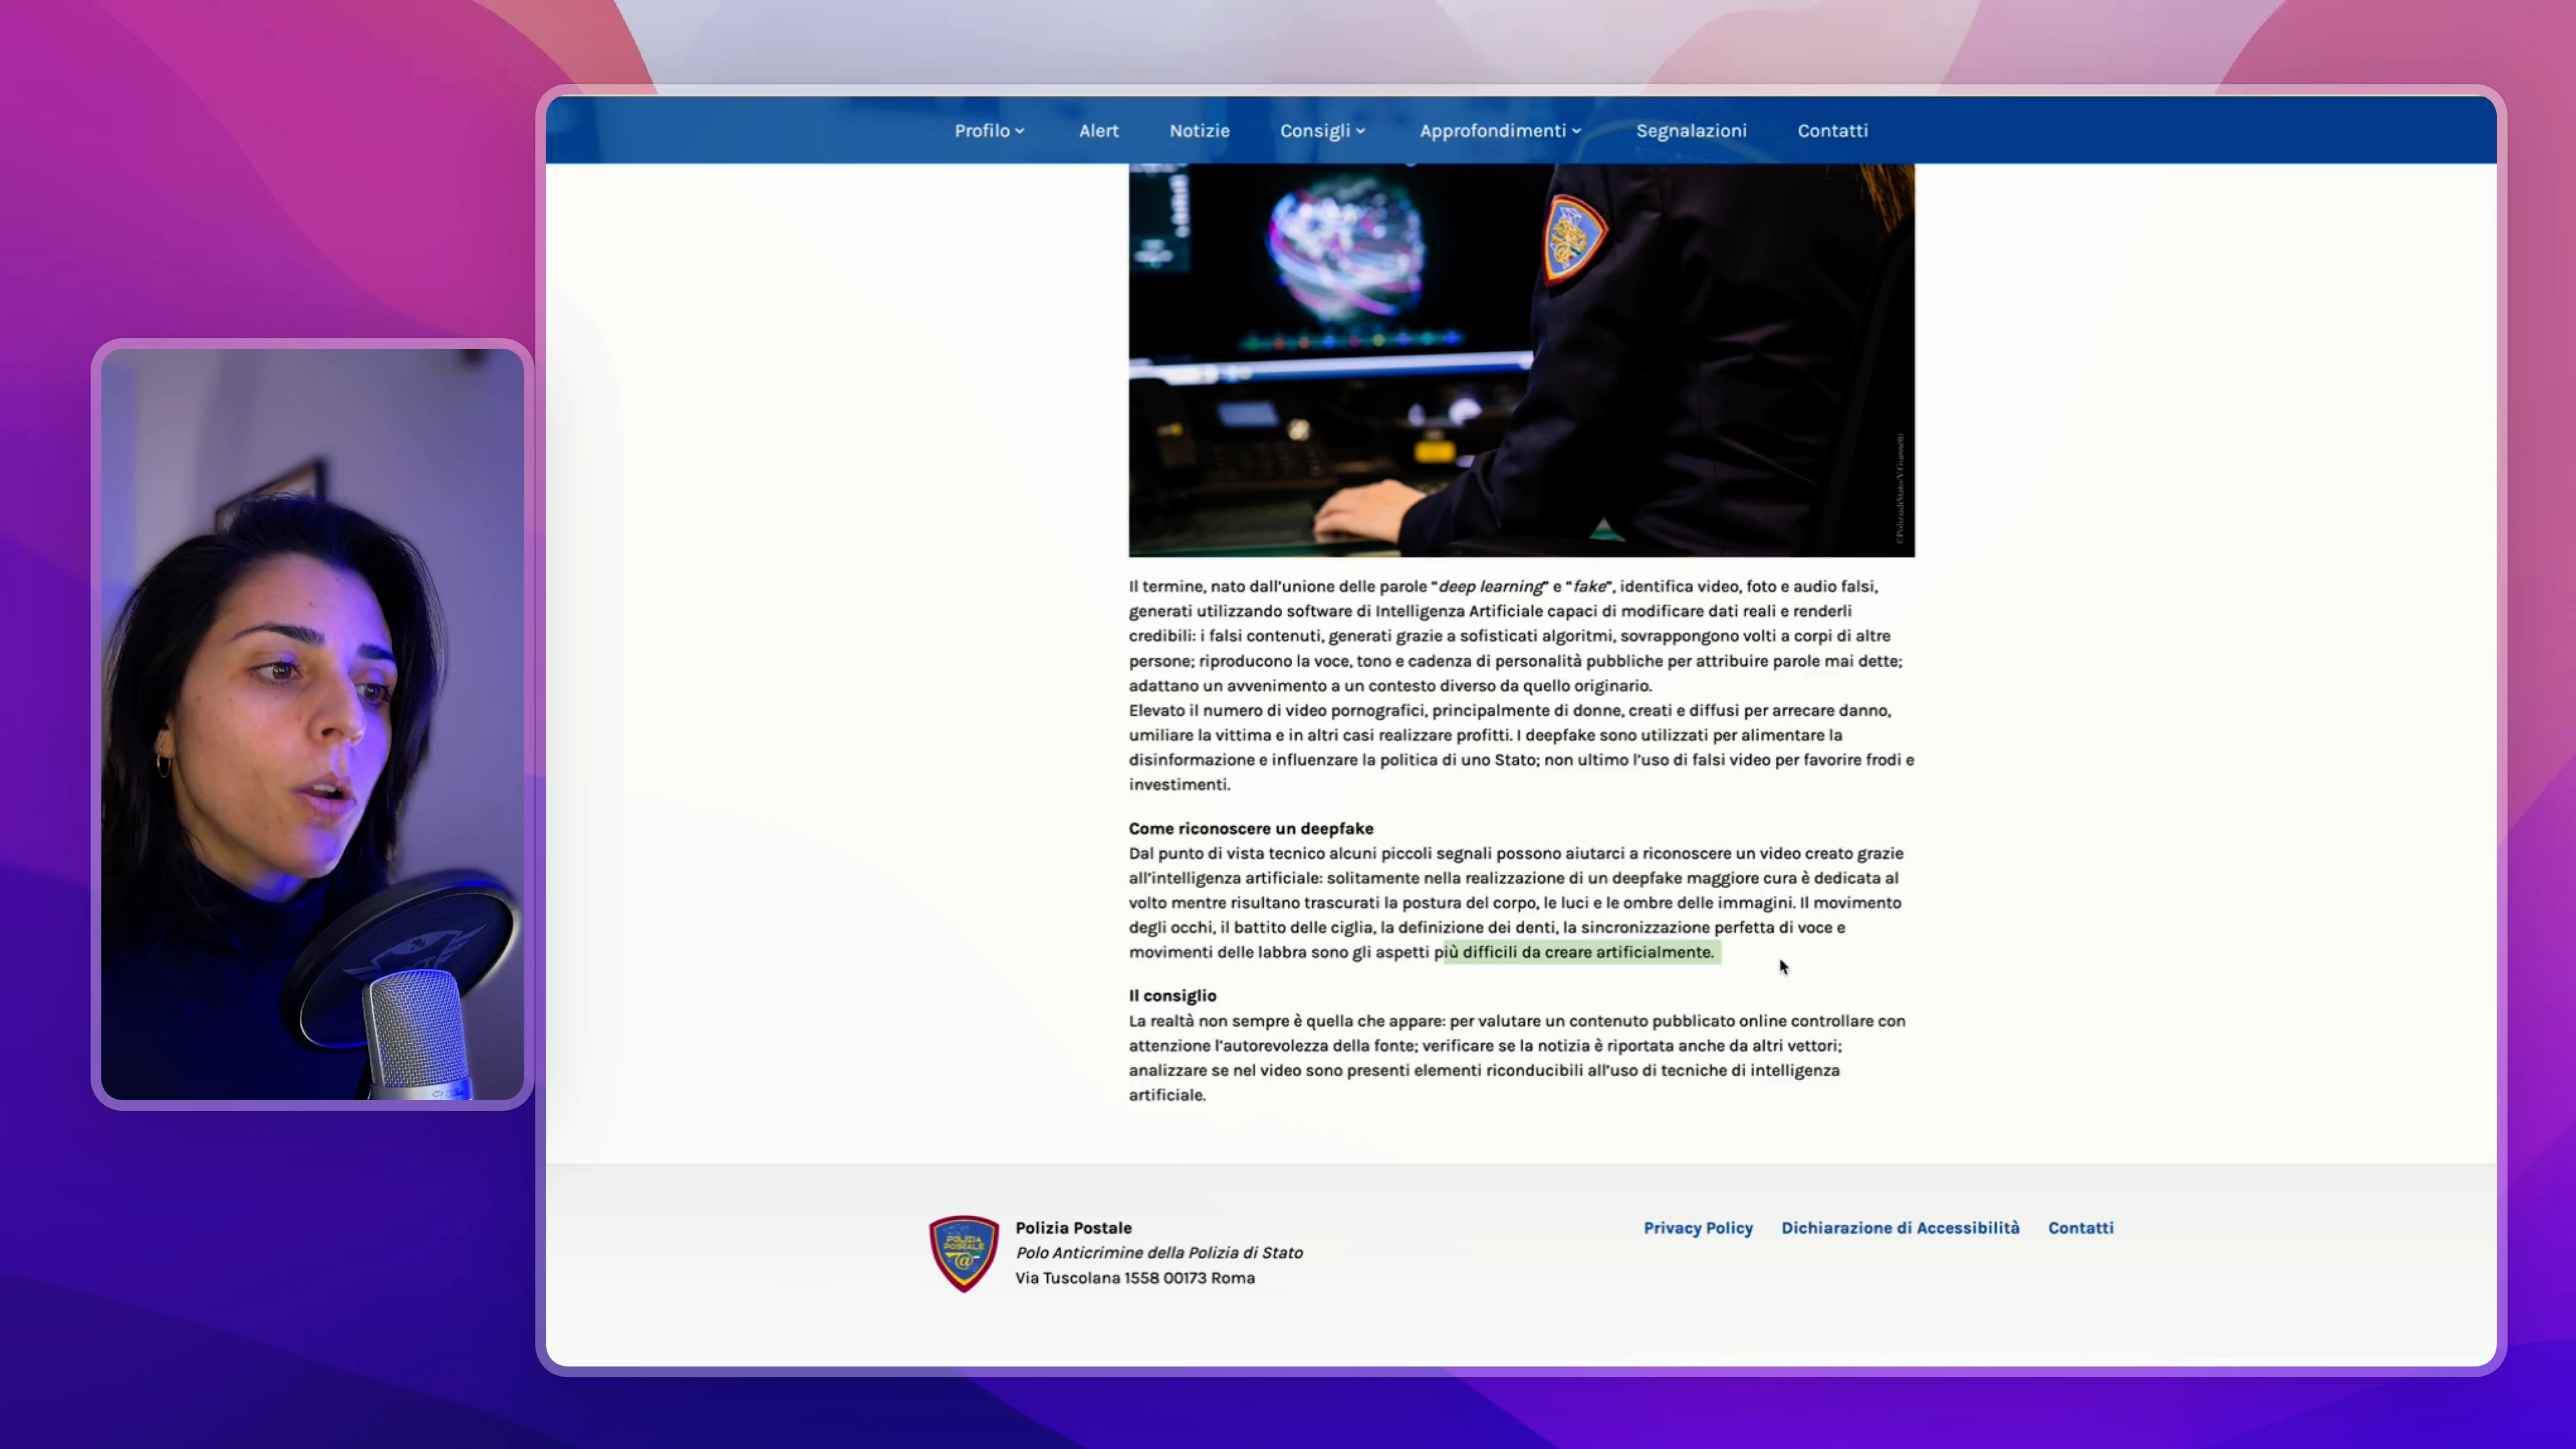 Profilo Alert Notizie Consigli Approfondimenti Segnalazioni Contatti
©PoliziadiStato/V.Giannetti
Il termine, nato dall'unione delle parole “deep learning” e “fake”, identifica video, foto e audio falsi,
generati utilizzando software di Intelligenza Artificiale capaci di modificare dati reali e renderli
credibili: i falsi contenuti, generati grazie a sofisticati algoritmi, sovrappongono volti a corpi di altre
persone; riproducono la voce, tono e cadenza di personalità pubbliche per attribuire parole mai dette;
adattano un avvenimento a un contesto diverso da quello originario.
Elevato il numero di video pornografici, principalmente di donne, creati e diffusi per arrecare danno,
umiliare la vittima e in altri casi realizzare profitti. I deepfake sono utilizzati per alimentare la
disinformazione e influenzare la politica di uno Stato; non ultimo l'uso di falsi video per favorire frodi e
investimenti.
Come riconoscere un deepfake
Dal punto di vista tecnico alcuni piccoli segnali possono aiutarci a riconoscere un video creato grazie
all'intelligenza artificiale: solitamente nella realizzazione di un deepfake maggiore cura è dedicata al
volto mentre risultano trascurati la postura del corpo, le luci e le ombre delle immagini. Il movimento
degli occhi, il battito delle ciglia, la definizione dei denti, la sincronizzazione perfetta di voce e
movimenti delle labbra sono gli aspetti più difficili da creare artificialmente.
Il consiglio
La realtà non sempre è quella che appare: per valutare un contenuto pubblicato online controllare con
attenzione l'autorevolezza della fonte; verificare se la notizia è riportata anche da altri vettori;
analizzare se nel video sono presenti elementi riconducibili all'uso di tecniche di intelligenza
artificiale.
POLIZIA
POSTALE
@
Polizia Postale
Polo Anticrimine della Polizia di Stato
Via Tuscolana 1558 00173 Roma
Privacy Policy Dichiarazione di Accessibilità Contatti